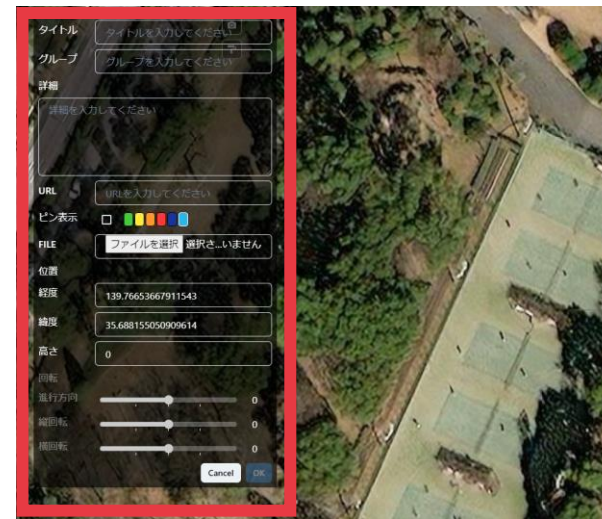 タイトル タイトルを入力してください
グループ グループを入力してください
詳細
詳細を入力してください
URL URLを入力してください
ピン表示
FILE ファイルを選択 選択さ...いません
位置
経度 139.76653667911543
緯度 35.688155050909614
高さ 0
回転
進行方向 0
縦回転 0
横回転 0
Cancel OK